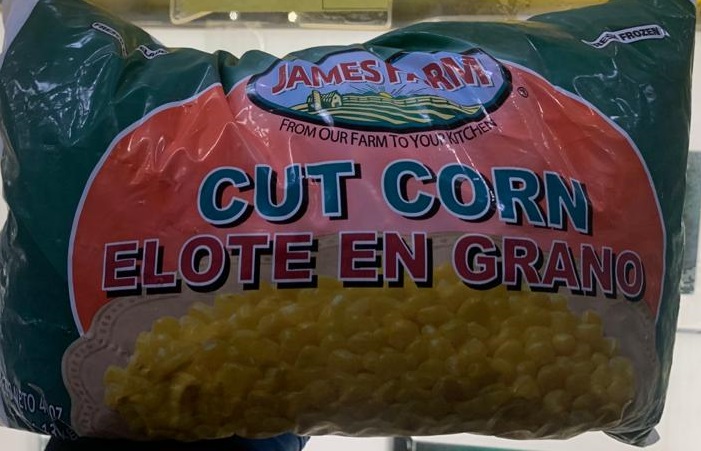 FROZEN
JAMES FARM
®
FROM OUR FARM TO YOUR KITCHEN
CUT CORN
ELOTE EN GRANO